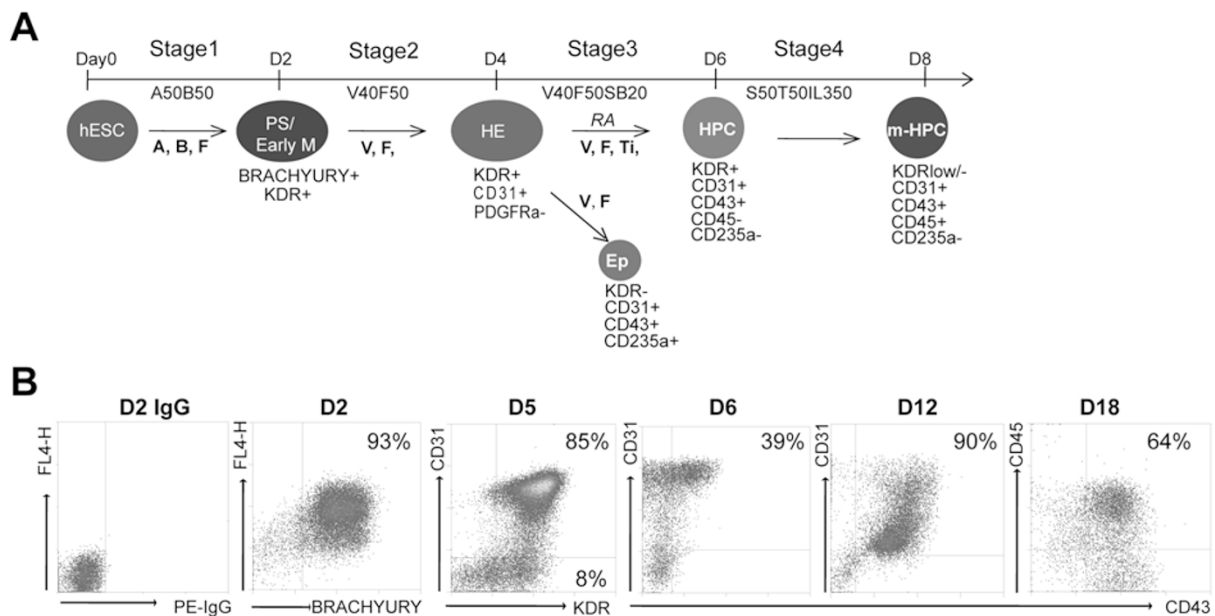 A
Stage1 Stage2 Stage3 Stage4
Day0 D2 D4 D6 D8
A50B50 V40F50 V40F50SB20 S50T50IL350
hESC
A, B, F
PS/
Early M
BRACHYURY+
KDR+
V, F,
HE
KDR+
CD31+
PDGFRa-
RA
V, F, Ti,
V, F
Ep
KDR-
CD31+
CD43+
CD235a+
HPC
KDR+
CD31+
CD43+
CD45-
CD235a-
m-HPC
KDRlow/-
CD31+
CD43+
CD45+
CD235a-
B
D2 IgG D2 D5 D6 D12 D18
FL4-H
PE-IgG
FL4-H
93%
BRACHYURY
CD31
85%
8%
KDR
CD31
39%
CD31
90%
CD45
64%
CD43